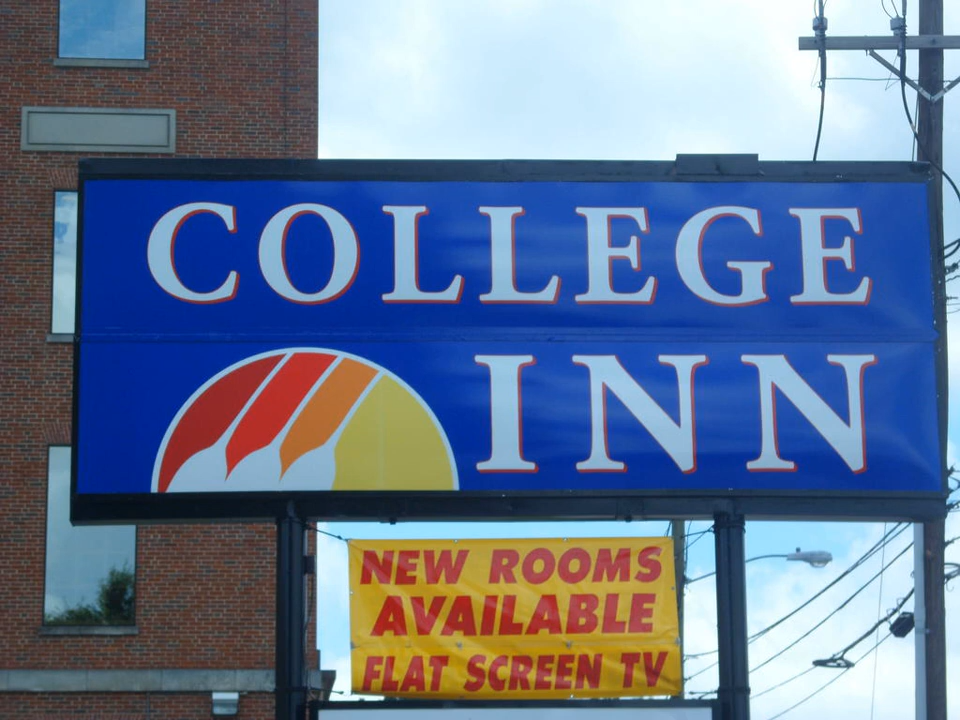 COLLEGE
INN
NEW ROOMS
AVAILABLE
FLAT SCREEN TV